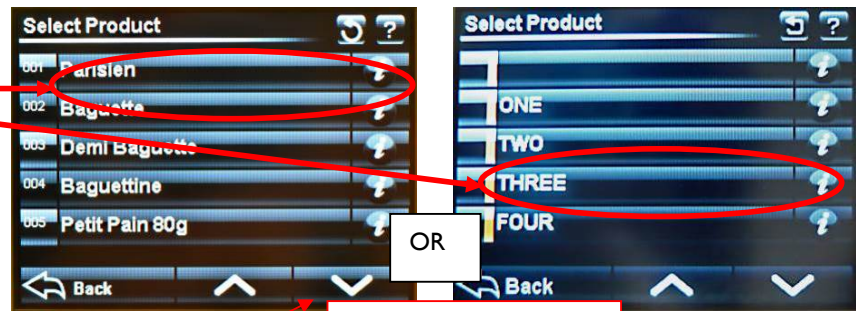 Select Product
?
001 Parisien
002 Baguette
003 Demi Baguette
004 Baguettine
005 Petit Pain 80g
Back
OR
Select Product
?
ONE
TWO
THREE
FOUR
Back